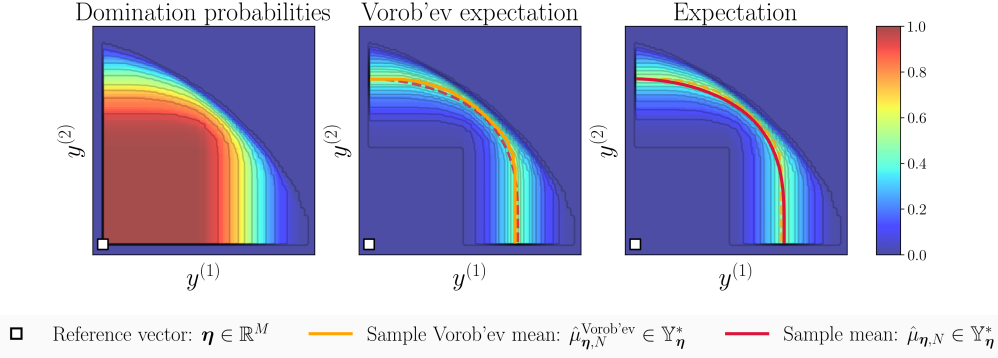 Domination probabilities
Vorob'ev expectation
Expectation
y^{(2)}
y^{(1)}
y^{(2)}
y^{(1)}
y^{(2)}
y^{(1)}
1.0
0.8
0.6
0.4
0.2
0.0
Reference vector: η ∈ ℝ^M
Sample Vorob'ev mean: μ̂_{η,N}^{Vorob'ev} ∈ 𝕐_η^*
Sample mean: μ̂_{η,N} ∈ 𝕐_η^*